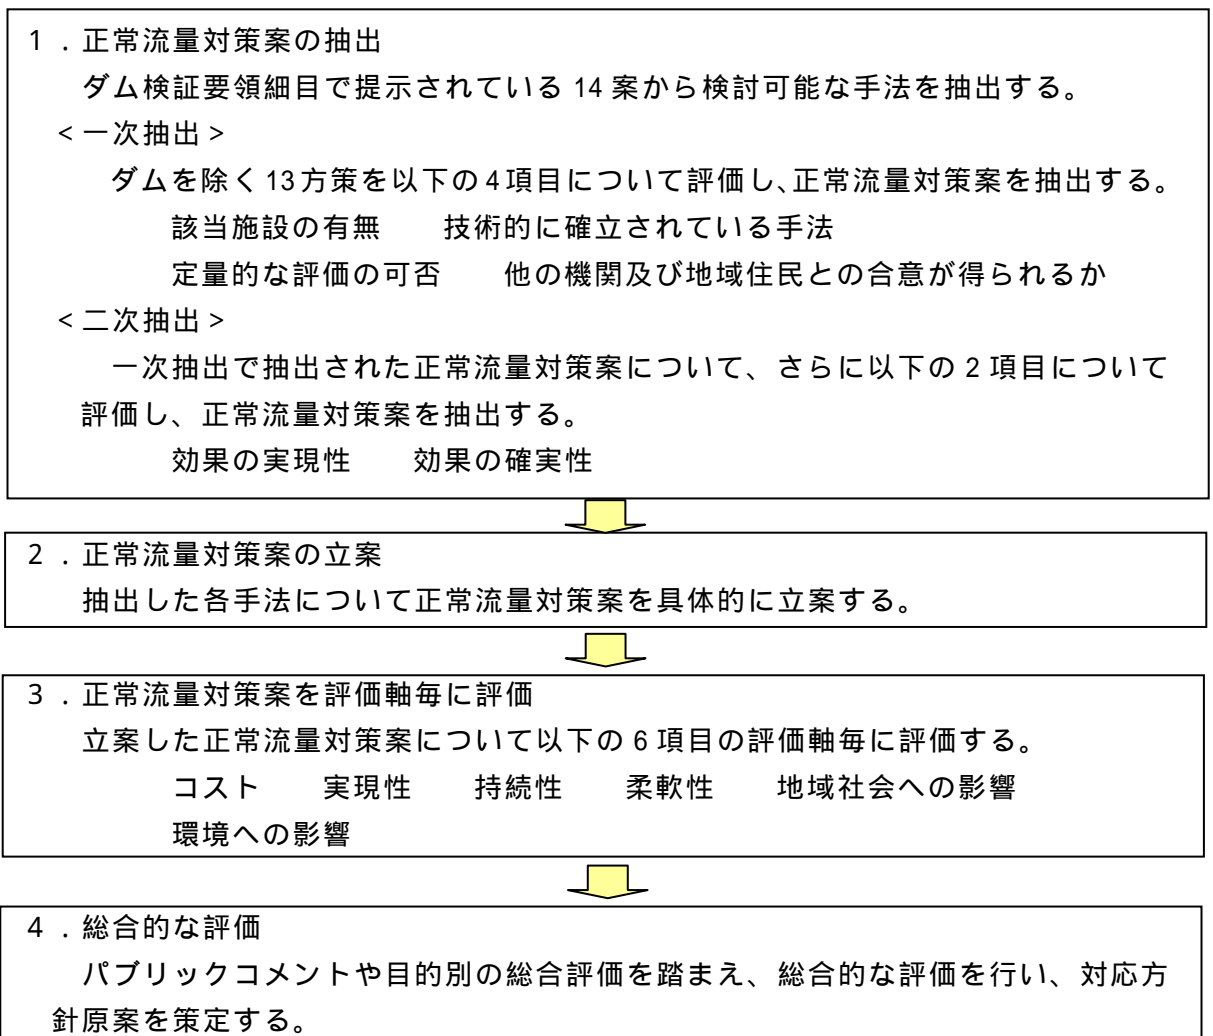 1．正常流量対策案の抽出
ダム検証要領細目で提示されている 14 案から検討可能な手法を抽出する。
＜一次抽出＞
ダムを除く13方策を以下の4項目について評価し、正常流量対策案を抽出する。
該当施設の有無　　技術的に確立されている手法
定量的な評価の可否　　他の機関及び地域住民との合意が得られるか
＜二次抽出＞
一次抽出で抽出された正常流量対策案について、さらに以下の 2 項目について
評価し、正常流量対策案を抽出する。
効果の実現性　　効果の確実性
2．正常流量対策案の立案
抽出した各手法について正常流量対策案を具体的に立案する。
3．正常流量対策案を評価軸毎に評価
立案した正常流量対策案について以下の 6 項目の評価軸毎に評価する。
コスト　　実現性　　持続性　　柔軟性　　地域社会への影響
環境への影響
4．総合的な評価
パブリックコメントや目的別の総合評価を踏まえ、総合的な評価を行い、対応方
針原案を策定する。